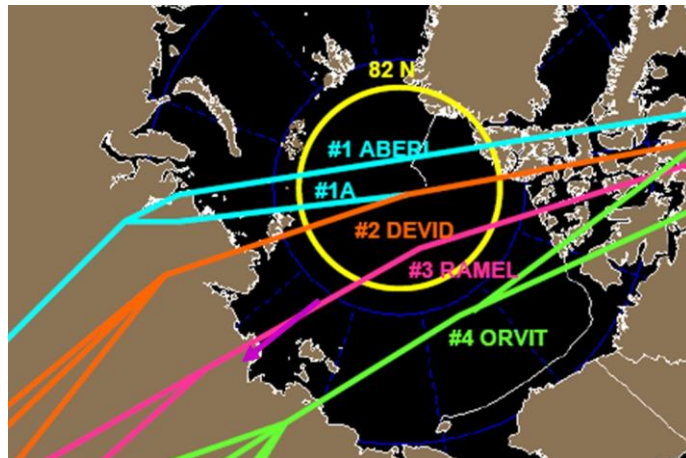 82 N
#1 ABERI
#1A
#2 DEVID
#3 RAMEL
#4 ORVIT